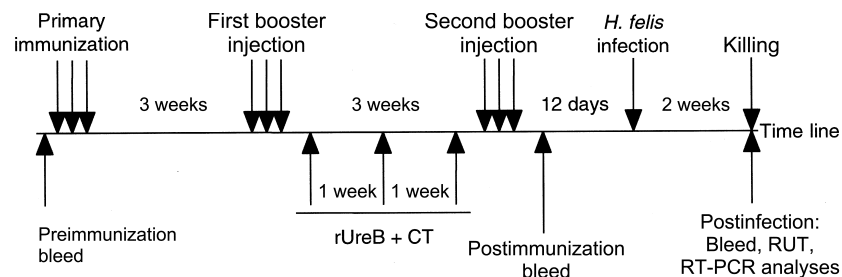 Primary
immunization
First booster
injection
Second booster
injection
H. felis
infection
Killing
3 weeks
3 weeks
12 days
2 weeks
Time line
1 week
1 week
rUreB + CT
Preimmunization
bleed
Postimmunization
bleed
Postinfection:
Bleed, RUT,
RT-PCR analyses